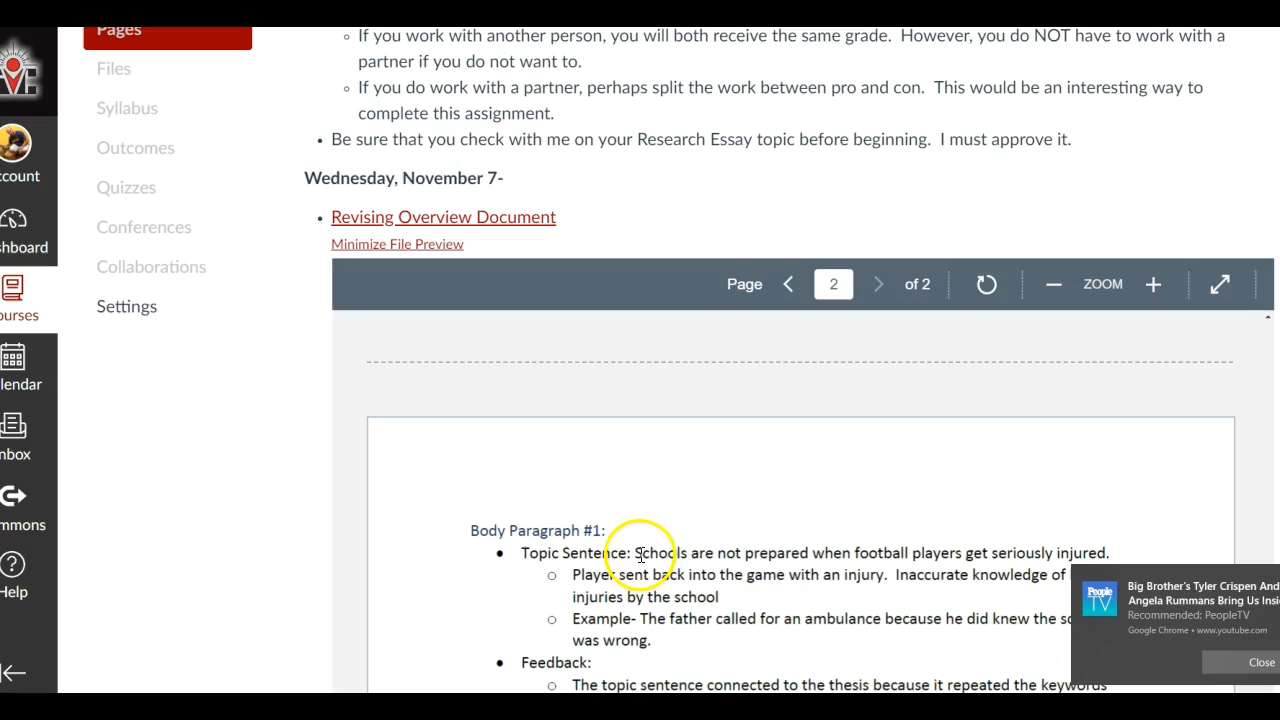 Pages
Files
Syllabus
Outcomes
Quizzes
Conferences
Collaborations
Settings
ccount
shboard
ourses
lendar
nbox
mmons
Help
If you work with another person, you will both receive the same grade.  However, you do NOT have to work with a
partner if you do not want to.
If you do work with a partner, perhaps split the work between pro and con.  This would be an interesting way to
complete this assignment.
Be sure that you check with me on your Research Essay topic before beginning.  I must approve it.
Wednesday, November 7-
Revising Overview Document
Minimize File Preview
Page 2 of 2 ZOOM
Body Paragraph #1:
Topic Sentence: Schools are not prepared when football players get seriously injured.
Player sent back into the game with an injury.  Inaccurate knowledge of
injuries by the school
Example- The father called for an ambulance because he did knew the sc
was wrong.
Feedback:
The topic sentence connected to the thesis because it repeated the keywords
People TV
Big Brother's Tyler Crispen And
Angela Rummans Bring Us Insi
Recommended: PeopleTV
Google Chrome • www.youtube.com
Close